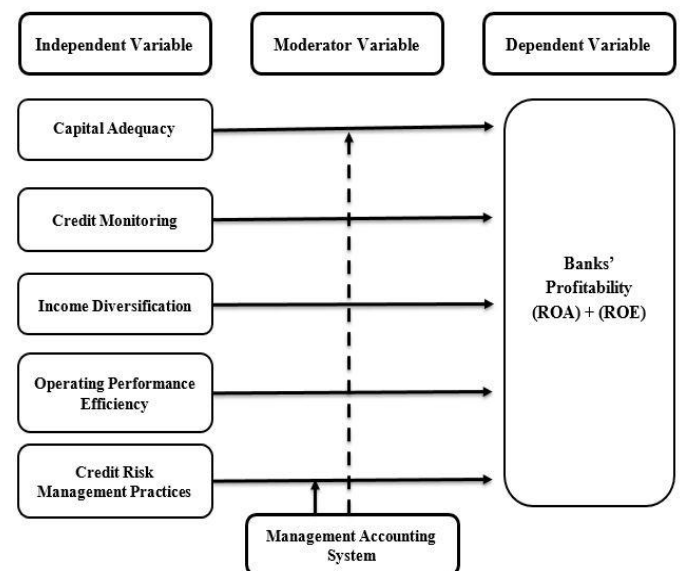 Independent Variable
Moderator Variable
Dependent Variable
Capital Adequacy
Credit Monitoring
Income Diversification
Operating Performance
Efficiency
Credit Risk
Management Practices
Banks’
Profitability
(ROA) + (ROE)
Management Accounting
System